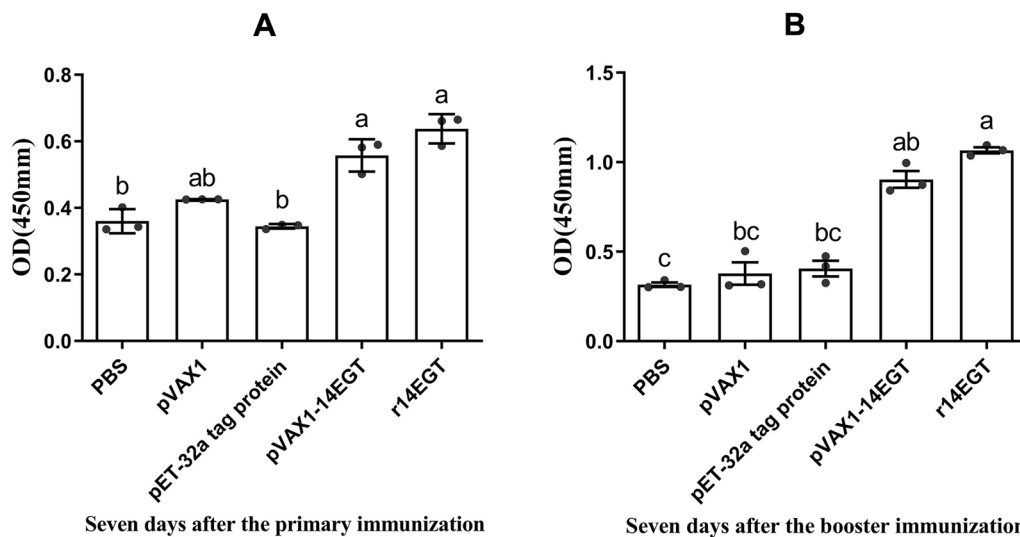 A
OD(450mm)
0.8
0.6
0.4
0.2
0.0
b
ab
b
a
a
PBS
pVAX1
pET-32a tag protein
pVAX1-14EGT
r14EGT
Seven days after the primary immunization
B
OD(450mm)
1.5
1.0
0.5
0.0
c
bc
bc
ab
a
PBS
pVAX1
pET-32a tag protein
pVAX1-14EGT
r14EGT
Seven days after the booster immunization